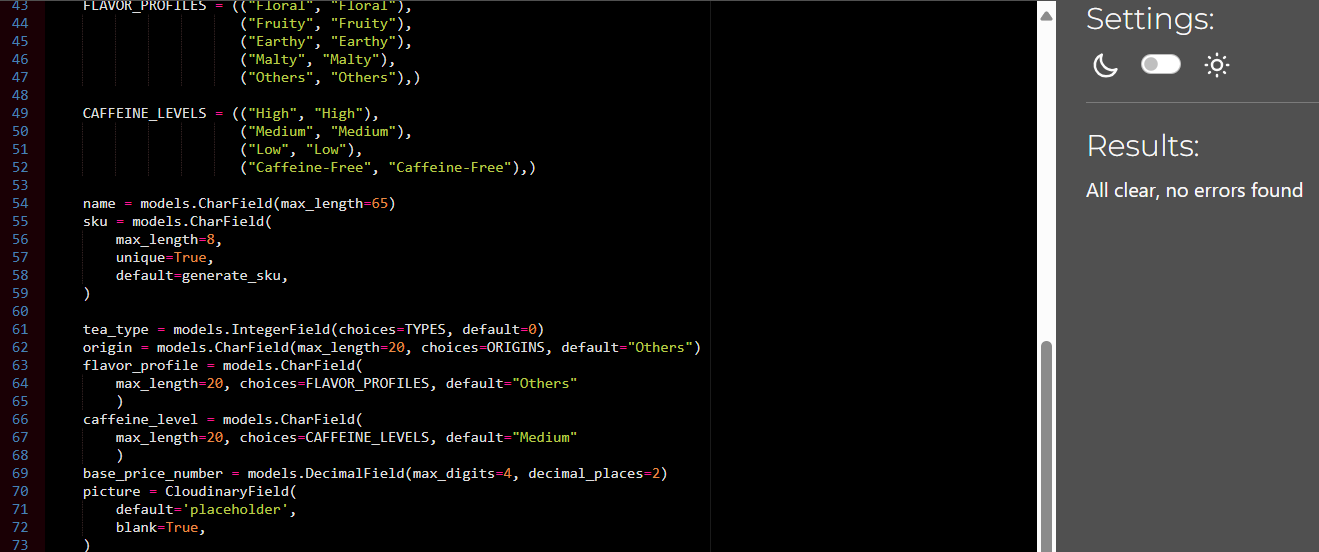 43 FLAVOR_PROFILES = (("Floral", "Floral"),
44 ("Fruity", "Fruity"),
45 ("Earthy", "Earthy"),
46 ("Malty", "Malty"),
47 ("Others", "Others"),)
48
49 CAFFEINE_LEVELS = (("High", "High"),
50 ("Medium", "Medium"),
51 ("Low", "Low"),
52 ("Caffeine-Free", "Caffeine-Free"),)
53
54 name = models.CharField(max_length=65)
55 sku = models.CharField(
56 max_length=8,
57 unique=True,
58 default=generate_sku,
59 )
60
61 tea_type = models.IntegerField(choices=TYPES, default=0)
62 origin = models.CharField(max_length=20, choices=ORIGINS, default="Others")
63 flavor_profile = models.CharField(
64 max_length=20, choices=FLAVOR_PROFILES, default="Others"
65 )
66 caffeine_level = models.CharField(
67 max_length=20, choices=CAFFEINE_LEVELS, default="Medium"
68 )
69 base_price_number = models.DecimalField(max_digits=4, decimal_places=2)
70 picture = CloudinaryField(
71 default='placeholder',
72 blank=True,
73 )
Settings:
Results:
All clear, no errors found